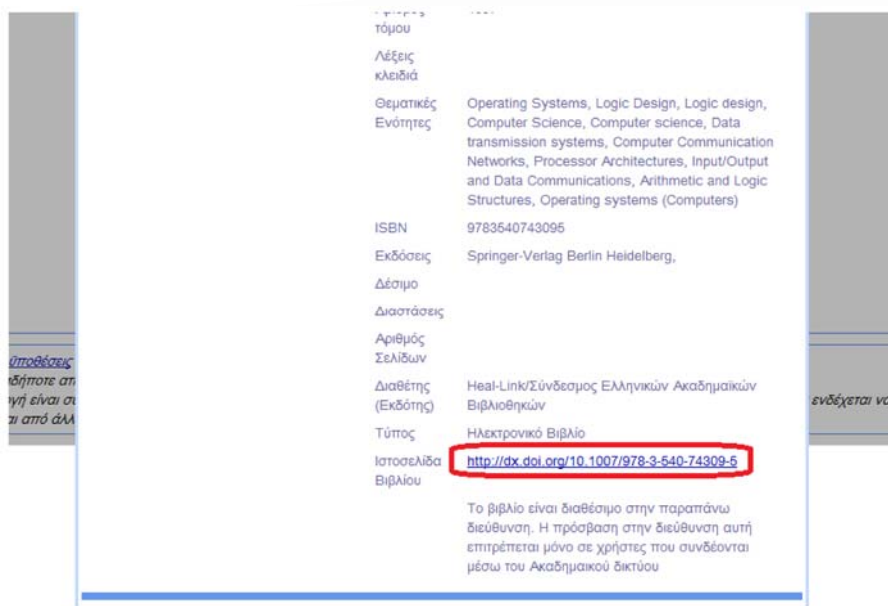 τόμου
Λέξεις
κλειδιά
Θεματικές Operating Systems, Logic Design, Logic design,
Ενότητες Computer Science, Computer science, Data
transmission systems, Computer Communication
Networks, Processor Architectures, Input/Output
and Data Communications, Arithmetic and Logic
Structures, Operating systems (Computers)
ISBN 9783540743095
Εκδόσεις Springer-Verlag Berlin Heidelberg,
Δέσιμο
Διαστάσεις
Αριθμός
Σελίδων
ϋποθέσεις
Διαθέτης Heal-Link/Σύνδεσμος Ελληνικών Ακαδημαϊκών
(Εκδότης) Βιβλιοθηκών
ενδέχεται να
Τύπος Ηλεκτρονικό Βιβλίο
Ιστοσελίδα http://dx.doi.org/10.1007/978-3-540-74309-5
Βιβλίου
Το βιβλίο είναι διαθέσιμο στην παραπάνω
διεύθυνση. Η πρόσβαση στην διεύθυνση αυτή
επιτρέπεται μόνο σε χρήστες που συνδέονται
μέσω του Ακαδημαικού δικτύου